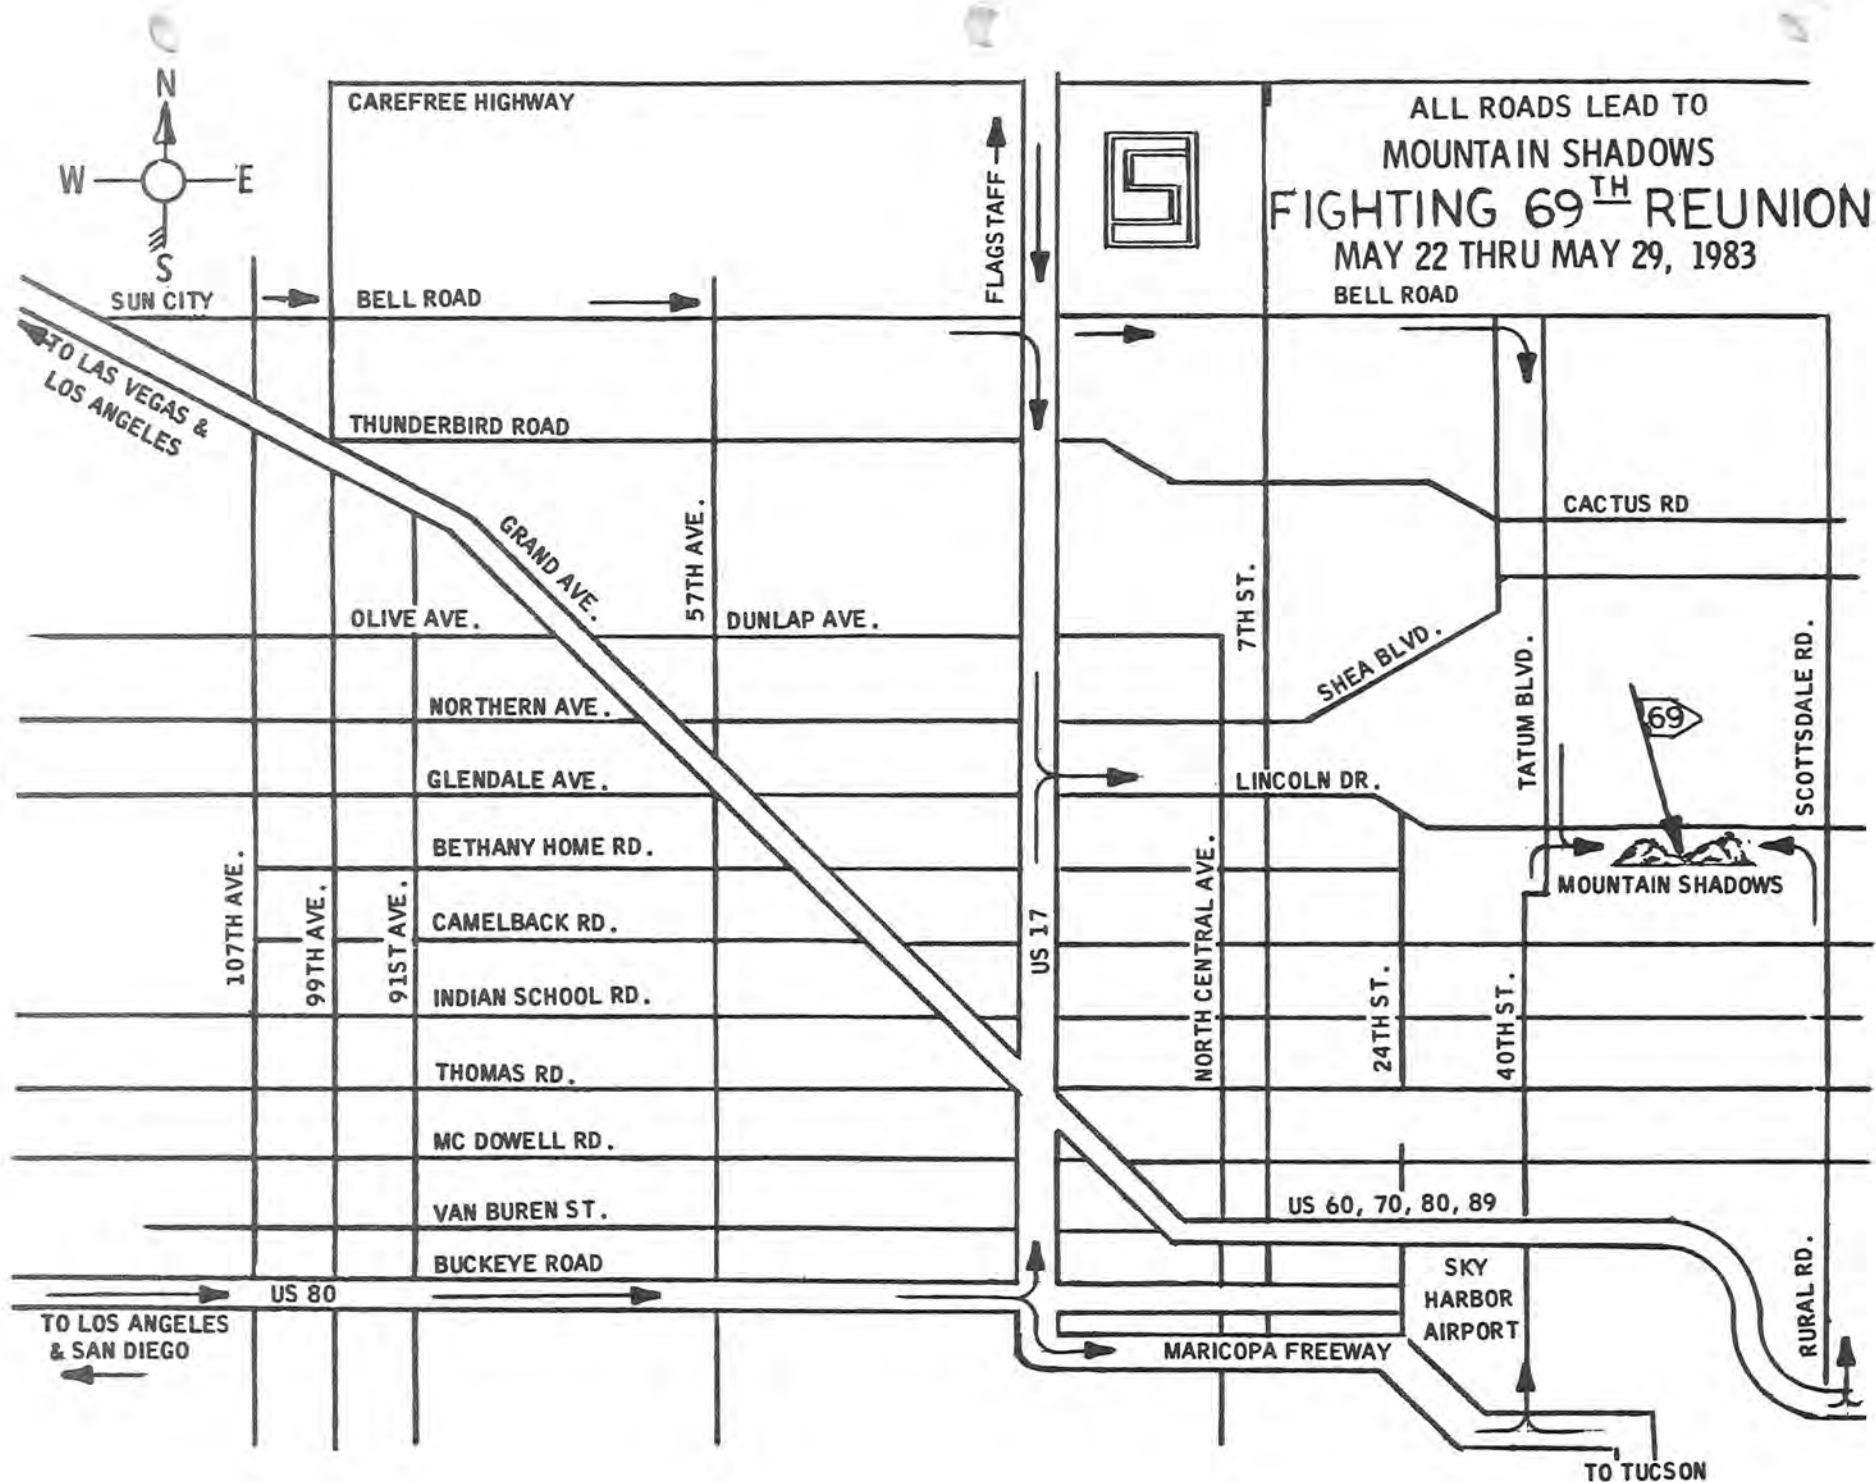 N
W
E
S
CAREFREE HIGHWAY
FLAGSTAFF
S
ALL ROADS LEAD TO
MOUNTAIN SHADOWS
FIGHTING 69TH REUNION
MAY 22 THRU MAY 29, 1983
SUN CITY
BELL ROAD
BELL ROAD
TO LAS VEGAS &
LOS ANGELES
THUNDERBIRD ROAD
CACTUS RD
GRAND AVE.
57TH AVE.
7TH ST.
OLIVE AVE.
DUNLAP AVE.
SHEA BLVD.
TATUM BLVD.
69
SCOTTSDALE RD.
NORTHERN AVE.
GLENDALE AVE.
LINCOLN DR.
BETHANY HOME RD.
MOUNTAIN SHADOWS
107TH AVE.
99TH AVE.
91ST AVE.
CAMELBACK RD.
US 17
NORTH CENTRAL AVE.
24TH ST.
40TH ST.
INDIAN SCHOOL RD.
THOMAS RD.
MC DOWELL RD.
VAN BUREN ST.
US 60, 70, 80, 89
BUCKEYE ROAD
US 80
SKY
HARBOR
AIRPORT
RURAL RD.
TO LOS ANGELES
& SAN DIEGO
MARICOPA FREEWAY
TO TUCSON